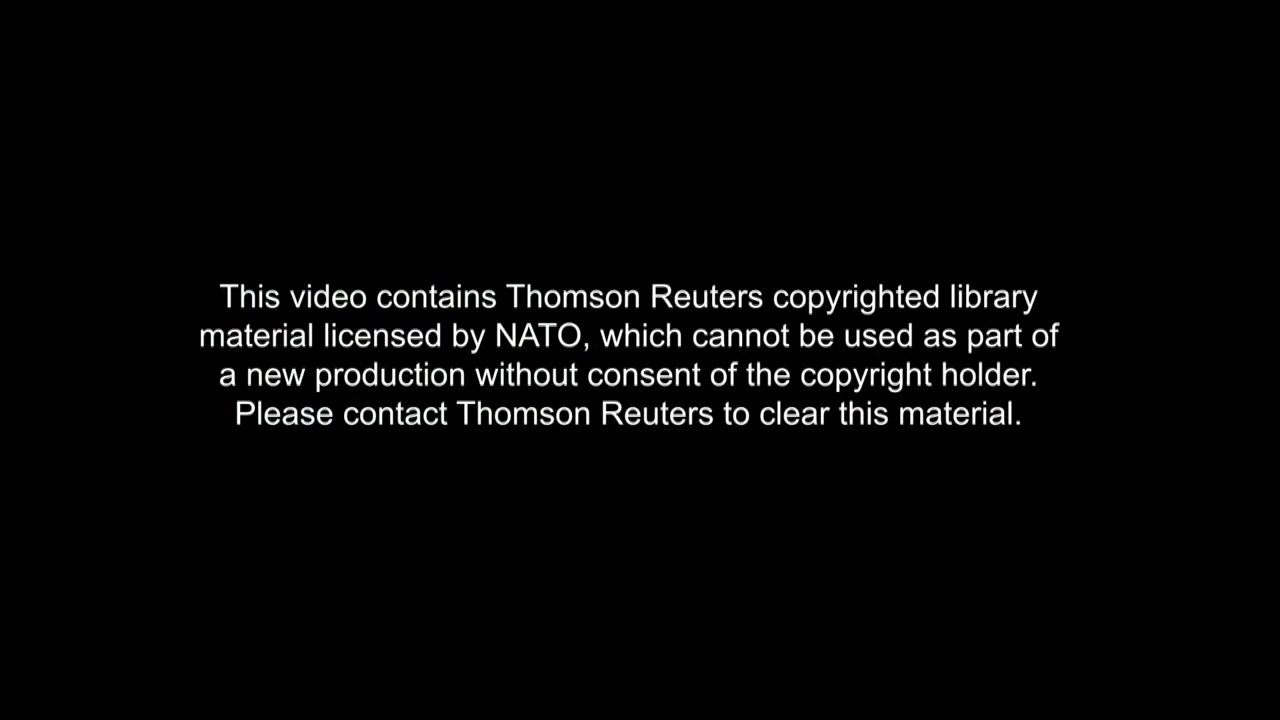 This video contains Thomson Reuters copyrighted library
material licensed by NATO, which cannot be used as part of
a new production without consent of the copyright holder.
Please contact Thomson Reuters to clear this material.